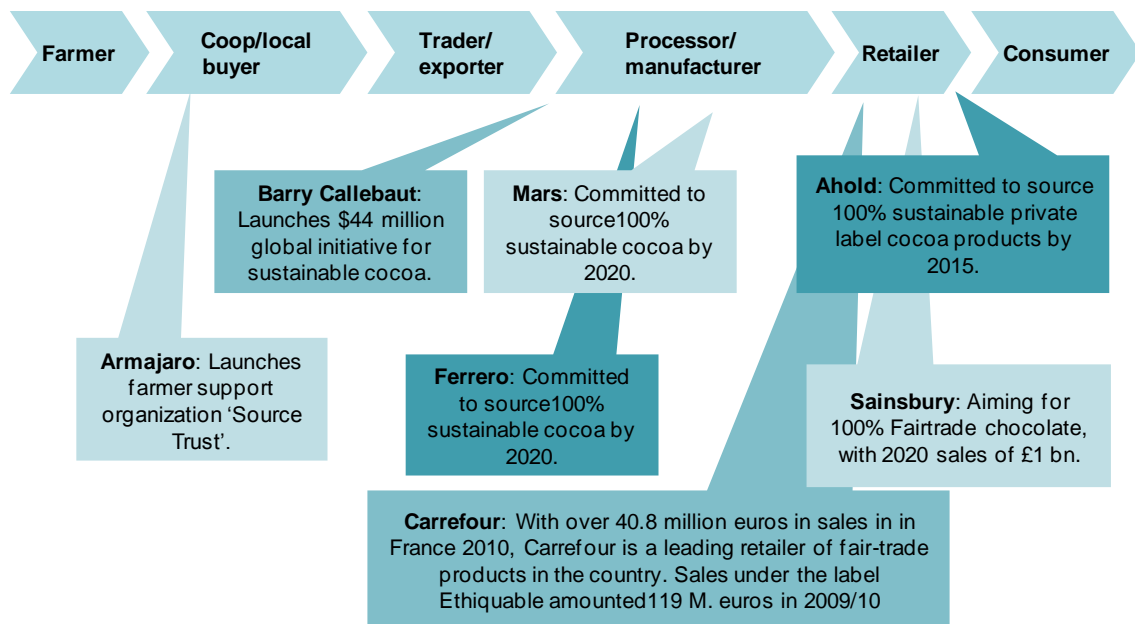 Farmer
Coop/local
buyer
Trader/
exporter
Processor/
manufacturer
Retailer
Consumer
Barry Callebaut:
Launches $44 million
global initiative for
sustainable cocoa.
Mars: Committed to
source100%
sustainable cocoa by
2020.
Ahold: Committed to source
100% sustainable private
label cocoa products by
2015.
Armajaro: Launches
farmer support
organization ‘Source
Trust’.
Ferrero: Committed
to source100%
sustainable cocoa by
2020.
Sainsbury: Aiming for
100% Fairtrade chocolate,
with 2020 sales of £1 bn.
Carrefour: With over 40.8 million euros in sales in in
France 2010, Carrefour is a leading retailer of fair-trade
products in the country. Sales under the label
Ethiquable amounted119 M. euros in 2009/10